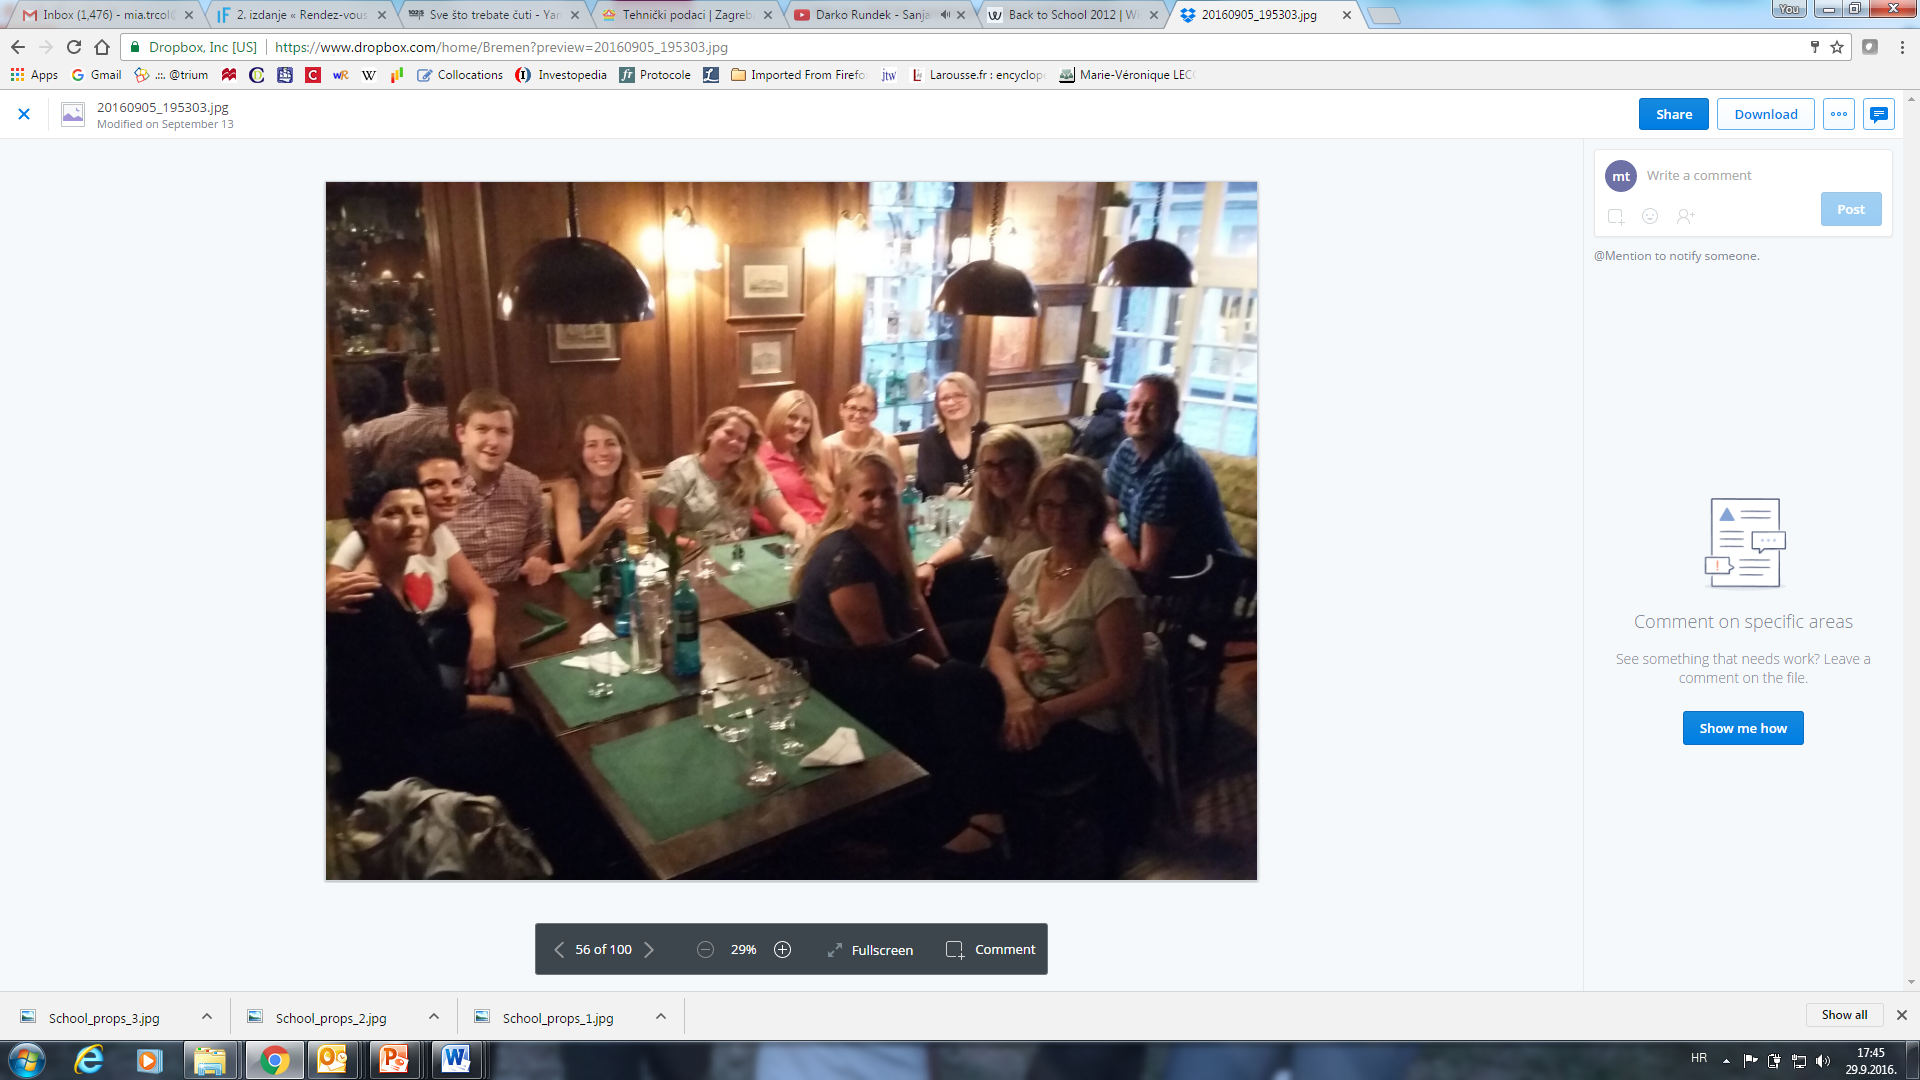 Inbox (1,476) - mia.trcol@
2. izdanje « Rendez-vous
Sve što trebate čuti - Yam
Tehnički podaci | Zagreb
Darko Rundek - Sanja
Back to School 2012 | Wi
20160905_195303.jpg
You
Dropbox, Inc [US]
https://www.dropbox.com/home/Bremen?preview=20160905_195303.jpg
Apps
Gmail
.::. @trium
Collocations
Investopedia
Protocole
Imported From Firefo
jtw
Larousse.fr : encyclop
Marie-Véronique LEC
20160905_195303.jpg
Modified on September 13
Share
Download
mt
Write a comment
Post
@Mention to notify someone.
Comment on specific areas
See something that needs work? Leave a
comment on the file.
Show me how
56 of 100
29%
Fullscreen
Comment
School_props_3.jpg
School_props_2.jpg
School_props_1.jpg
Show all
HR
17:45
29.9.2016.